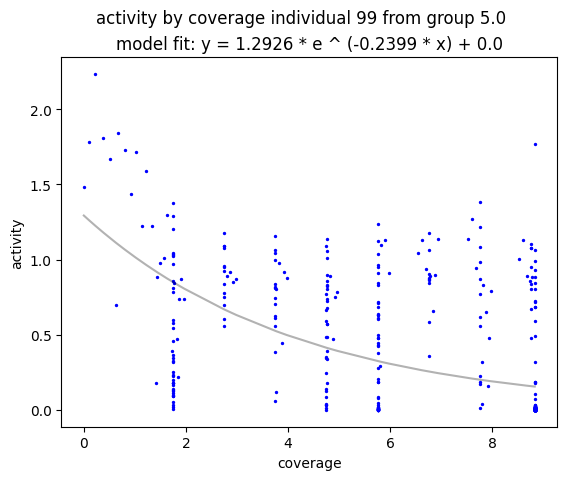 activity by coverage individual 99 from group 5.0
model fit: y = 1.2926 * e ^ (-0.2399 * x) + 0.0
activity
2.0
1.5
1.0
0.5
0.0
0 2 4 6 8
coverage